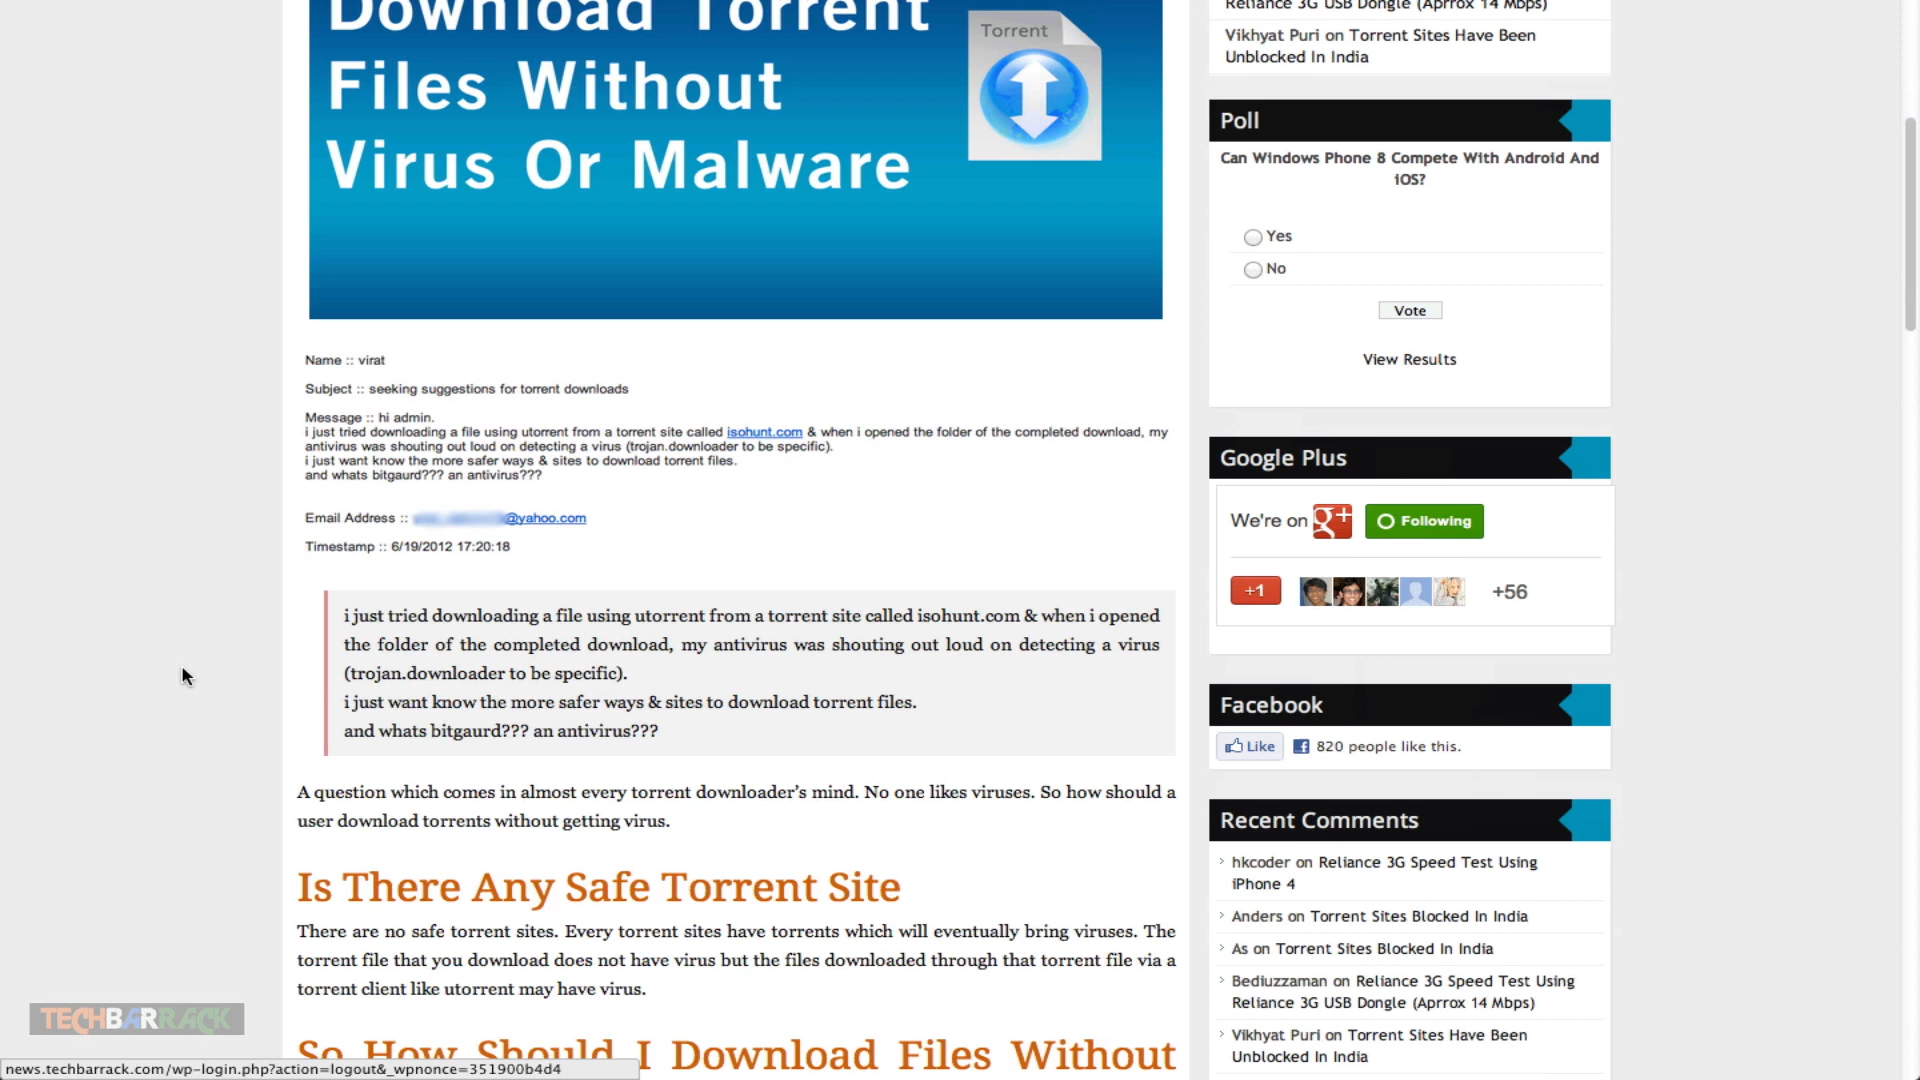 Download Torrent
Files Without
Virus Or Malware
Torrent
Name :: virat
Subject :: seeking suggestions for torrent downloads
Message :: hi admin.
i just tried downloading a file using utorrent from a torrent site called isohunt.com & when i opened the folder of the completed download, my
antivirus was shouting out loud on detecting a virus (trojan.downloader to be specific).
i just want know the more safer ways & sites to download torrent files.
and whats bitgaurd??? an antivirus???
Email Address :: @yahoo.com
Timestamp :: 6/19/2012 17:20:18
i just tried downloading a file using utorrent from a torrent site called isohunt.com & when i opened
the folder of the completed download, my antivirus was shouting out loud on detecting a virus
(trojan.downloader to be specific).
i just want know the more safer ways & sites to download torrent files.
and whats bitgaurd??? an antivirus???
A question which comes in almost every torrent downloader’s mind. No one likes viruses. So how should a
user download torrents without getting virus.
Is There Any Safe Torrent Site
There are no safe torrent sites. Every torrent sites have torrents which will eventually bring viruses. The
torrent file that you download does not have virus but the files downloaded through that torrent file via a
torrent client like utorrent may have virus.
So How Should I Download Files Without
Reliance 3G USB Dongle (Aprrox 14 Mbps)
Vikhyat Puri on Torrent Sites Have Been
Unblocked In India
Poll
Can Windows Phone 8 Compete With Android And
iOS?
Yes
No
Vote
View Results
Google Plus
We're on g+ Following
+1 +56
Facebook
Like 820 people like this.
Recent Comments
hkcoder on Reliance 3G Speed Test Using
iPhone 4
Anders on Torrent Sites Blocked In India
As on Torrent Sites Blocked In India
Bediuzzaman on Reliance 3G Speed Test Using
Reliance 3G USB Dongle (Aprrox 14 Mbps)
Vikhyat Puri on Torrent Sites Have Been
Unblocked In India
TECHBARRACK
news.techbarrack.com/wp-login.php?action=logout&_wpnonce=351900b4d4